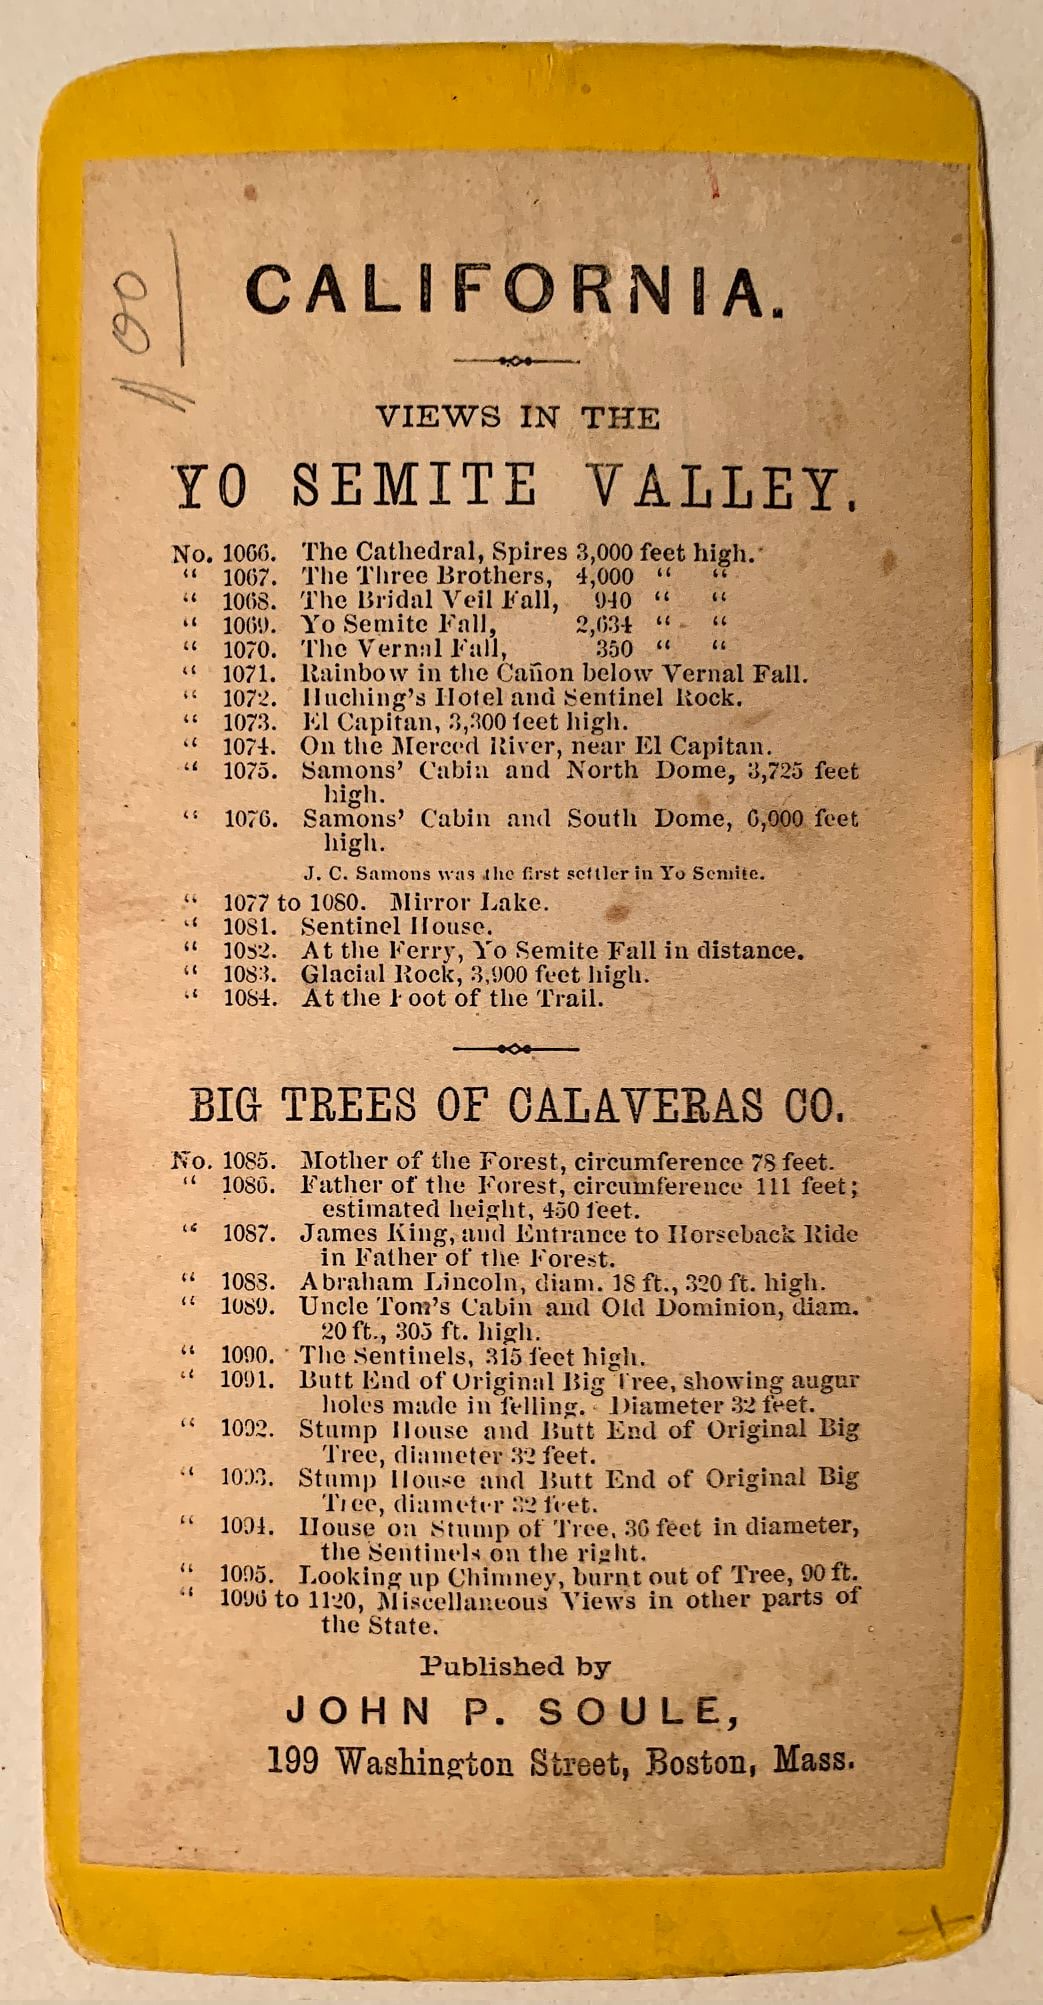 CALIFORNIA.
VIEWS IN THE
YO SEMITE VALLEY.
No. 1066. The Cathedral, Spires 3,000 feet high.
“ 1067. The Three Brothers, 4,000 “ “
“ 1068. The Bridal Veil Fall, 940 “ “
“ 1069. Yo Semite Fall, 2,634 “ “
“ 1070. The Vernal Fall, 350 “ “
“ 1071. Rainbow in the Cañon below Vernal Fall.
“ 1072. Huching's Hotel and Sentinel Rock.
“ 1073. El Capitan, 3,300 feet high.
“ 1074. On the Merced River, near El Capitan.
“ 1075. Samons' Cabin and North Dome, 3,725 feet
high.
“ 1076. Samons' Cabin and South Dome, 6,000 feet
high.
J. C. Samons was the first settler in Yo Semite.
“ 1077 to 1080. Mirror Lake.
“ 1081. Sentinel House.
“ 1082. At the Ferry, Yo Semite Fall in distance.
“ 1083. Glacial Rock, 3,900 feet high.
“ 1084. At the Foot of the Trail.
BIG TREES OF CALAVERAS CO.
No. 1085. Mother of the Forest, circumference 78 feet.
“ 1086. Father of the Forest, circumference 111 feet;
estimated height, 450 feet.
“ 1087. James King, and Entrance to Horseback Ride
in Father of the Forest.
“ 1088. Abraham Lincoln, diam. 18 ft., 320 ft. high.
“ 1089. Uncle Tom's Cabin and Old Dominion, diam.
20 ft., 305 ft. high.
“ 1090. The Sentinels, 315 feet high.
“ 1091. Butt End of Original Big Tree, showing augur
holes made in felling. Diameter 32 feet.
“ 1092. Stump House and Butt End of Original Big
Tree, diameter 32 feet.
“ 1093. Stump House and Butt End of Original Big
Tree, diameter 32 feet.
“ 1094. House on Stump of Tree, 36 feet in diameter,
the Sentinels on the right.
“ 1095. Looking up Chimney, burnt out of Tree, 90 ft.
“ 1096 to 1120, Miscellaneous Views in other parts of
the State.
Published by
JOHN P. SOULE,
199 Washington Street, Boston, Mass.